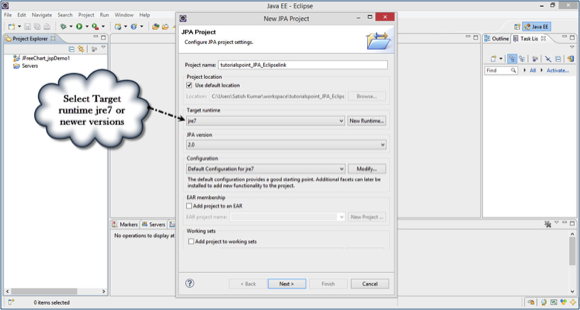 Java EE - Eclipse
File Edit Navigate Search Project Run Window Help
New JPA Project
JPA Project
Configure JPA project settings.
Java EE
Project Explorer
JFreeChart_jspDemo1
Servers
Select Target
runtime jre7 or
newer versions
Project name: tutorialspoint_JPA_Eclipselink
Project location
Use default location
Location: C:\Users\Satish Kumar\workspace\tutorialspoint_JPA_Eclips
Browse...
Target runtime
jre7
New Runtime...
JPA version
2.0
Configuration
Default Configuration for jre7
Modify...
The default configuration provides a good starting point. Additional facets can later be
installed to add new functionality to the project.
EAR membership
Add project to an EAR
EAR project name:
New Project ...
Working sets
Add project to working sets
< Back
Next >
Finish
Cancel
Outline
Task Lis
Find
All
Activate...
Markers
Servers
No operations to display at
0 items selected